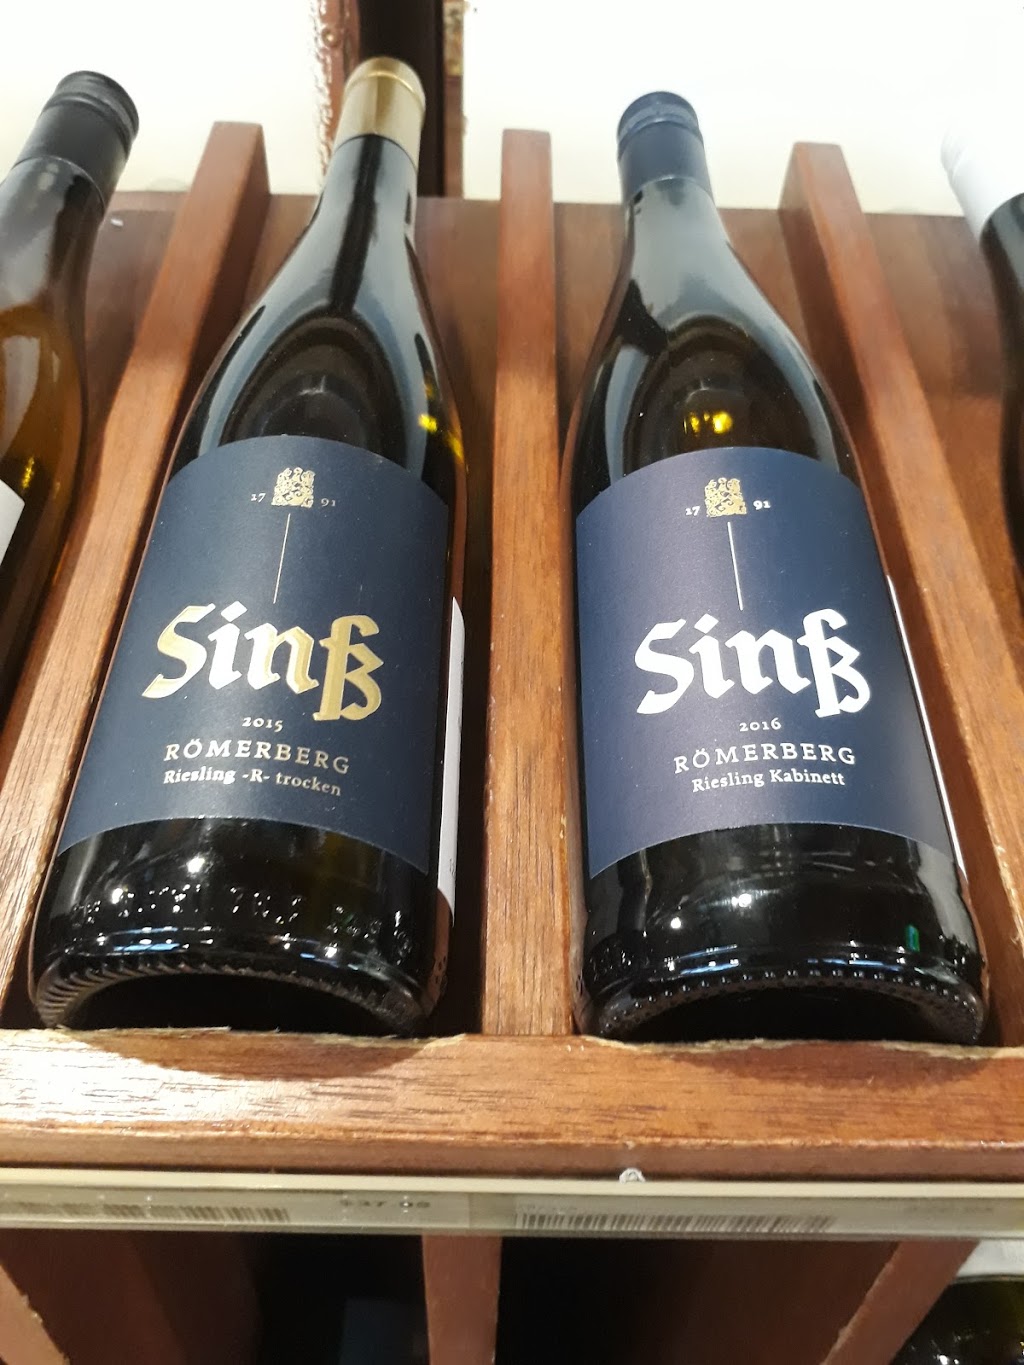 17 91
Sinß
2015
RÖMERBERG
Riesling -R- trocken
17 91
Sinß
2016
RÖMERBERG
Riesling Kabinett